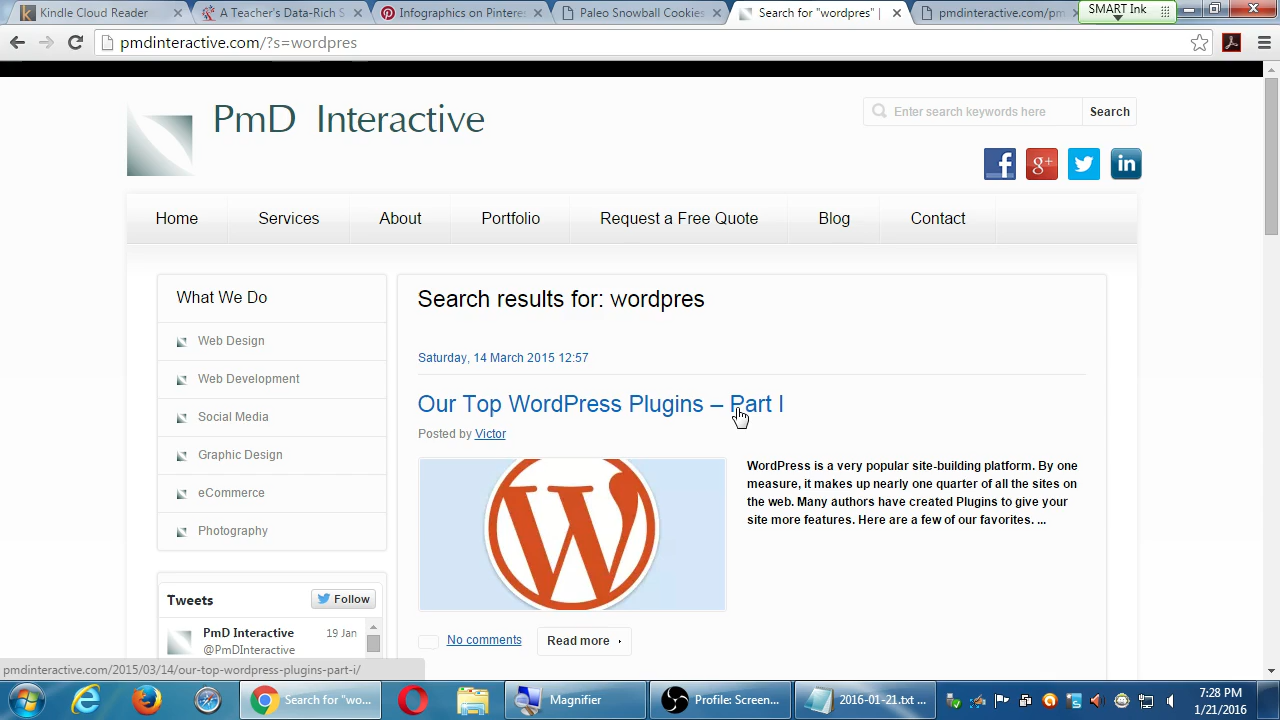 Kindle Cloud Reader
A Teacher's Data-Rich S
Infographics on Pinteres
Paleo Snowball Cookies
Search for "wordpres" |
pmdinteractive.com/pm
SMART Ink
pmdinteractive.com/?s=wordpres
PmD Interactive
Enter search keywords here
Search
Home
Services
About
Portfolio
Request a Free Quote
Blog
Contact
What We Do
Web Design
Web Development
Social Media
Graphic Design
eCommerce
Photography
Search results for: wordpres
Saturday, 14 March 2015 12:57
Our Top WordPress Plugins – Part I
Posted by Victor
WordPress is a very popular site-building platform. By one
measure, it makes up nearly one quarter of all the sites on
the web. Many authors have created Plugins to give your
site more features. Here are a few of our favorites. ...
No comments
Read more
Tweets
Follow
PmD Interactive
19 Jan
@PmDInteractive
pmdinteractive.com/2015/03/14/our-top-wordpress-plugins-part-i/
Search for "wo...
Magnifier
Profile: Screen...
2016-01-21.txt ...
7:28 PM
1/21/2016